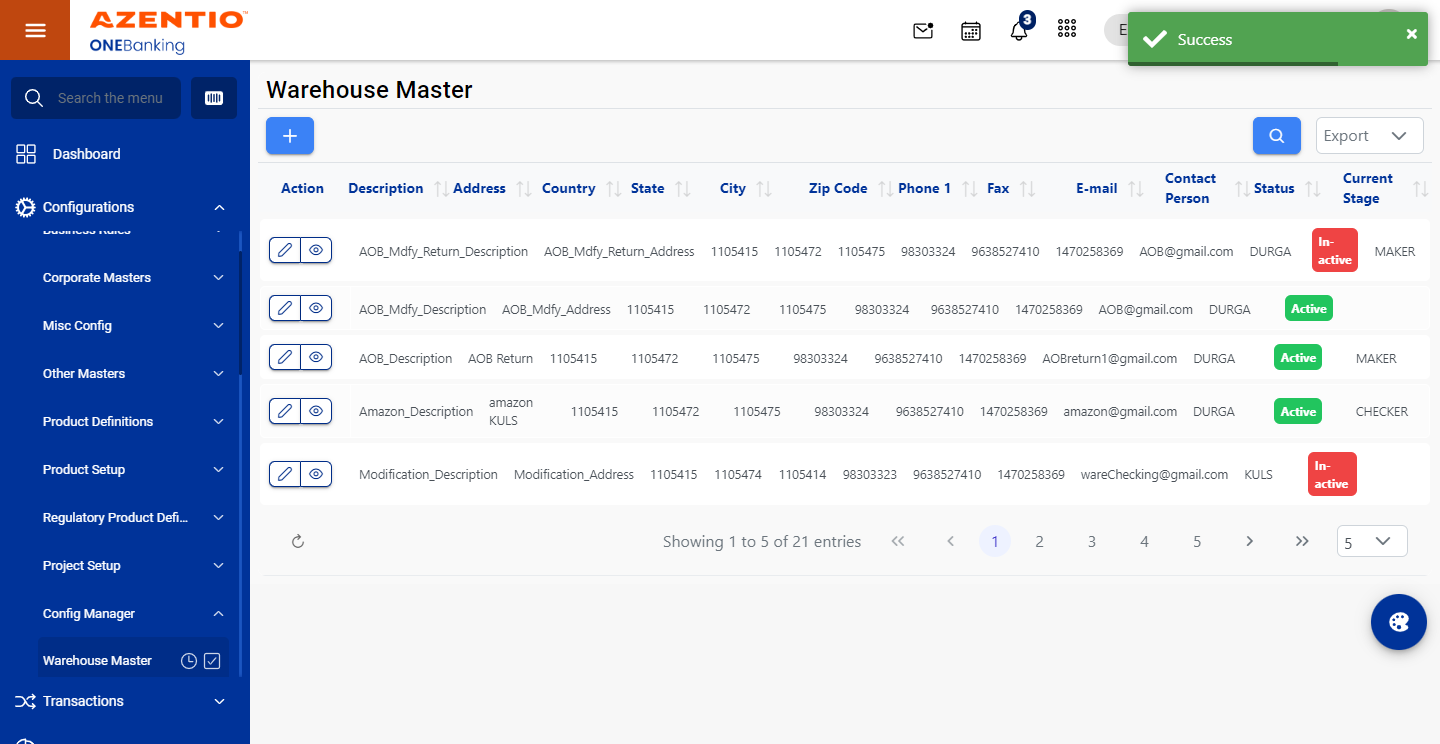 AZENTIO™
ONEBanking
3
E
Success
Search the menu
Dashboard
Configurations
Business Rules
Corporate Masters
Misc Config
Other Masters
Product Definitions
Product Setup
Regulatory Product Defi...
Project Setup
Config Manager
Warehouse Master
Transactions
Warehouse Master
Export
Action Description Address Country State City Zip Code Phone 1 Fax E-mail Contact Person Status Current Stage
AOB_Mdfy_Return_Description AOB_Mdfy_Return_Address 1105415 1105472 1105475 98303324 9638527410 1470258369 AOB@gmail.com DURGA In-active MAKER
AOB_Mdfy_Description AOB_Mdfy_Address 1105415 1105472 1105475 98303324 9638527410 1470258369 AOB@gmail.com DURGA Active
AOB_Description AOB Return 1105415 1105472 1105475 98303324 9638527410 1470258369 AOBreturn1@gmail.com DURGA Active MAKER
Amazon_Description amazon KULS 1105415 1105472 1105475 98303324 9638527410 1470258369 amazon@gmail.com DURGA Active CHECKER
Modification_Description Modification_Address 1105415 1105474 1105414 98303323 9638527410 1470258369 wareChecking@gmail.com KULS In-active
Showing 1 to 5 of 21 entries 1 2 3 4 5 5